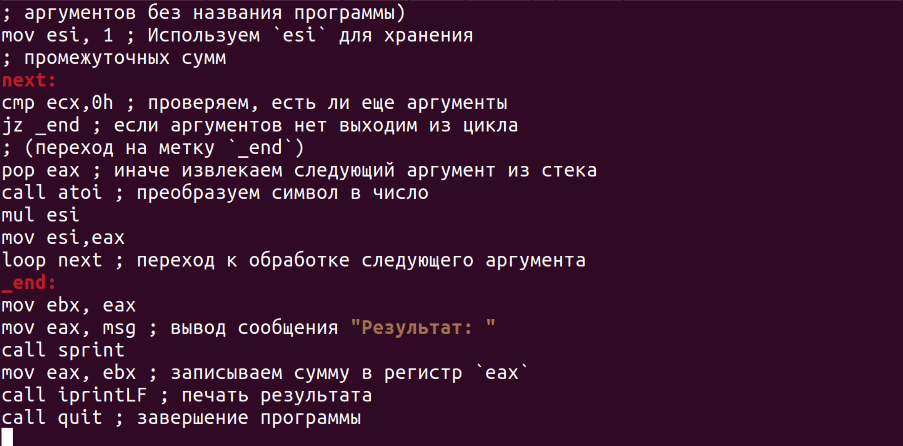 ; аргументов без названия программы)
mov esi, 1 ; Используем `esi` для хранения
; промежуточных сумм
next:
cmp ecx,0h ; проверяем, есть ли еще аргументы
jz _end ; если аргументов нет выходим из цикла
; (переход на метку `_end`)
pop eax ; иначе извлекаем следующий аргумент из стека
call atoi ; преобразуем символ в число
mul esi
mov esi,eax
loop next ; переход к обработке следующего аргумента
_end:
mov ebx, eax
mov eax, msg ; вывод сообщения "Результат: "
call sprint
mov eax, ebx ; записываем сумму в регистр `eax`
call iprintLF ; печать результата
call quit ; завершение программы